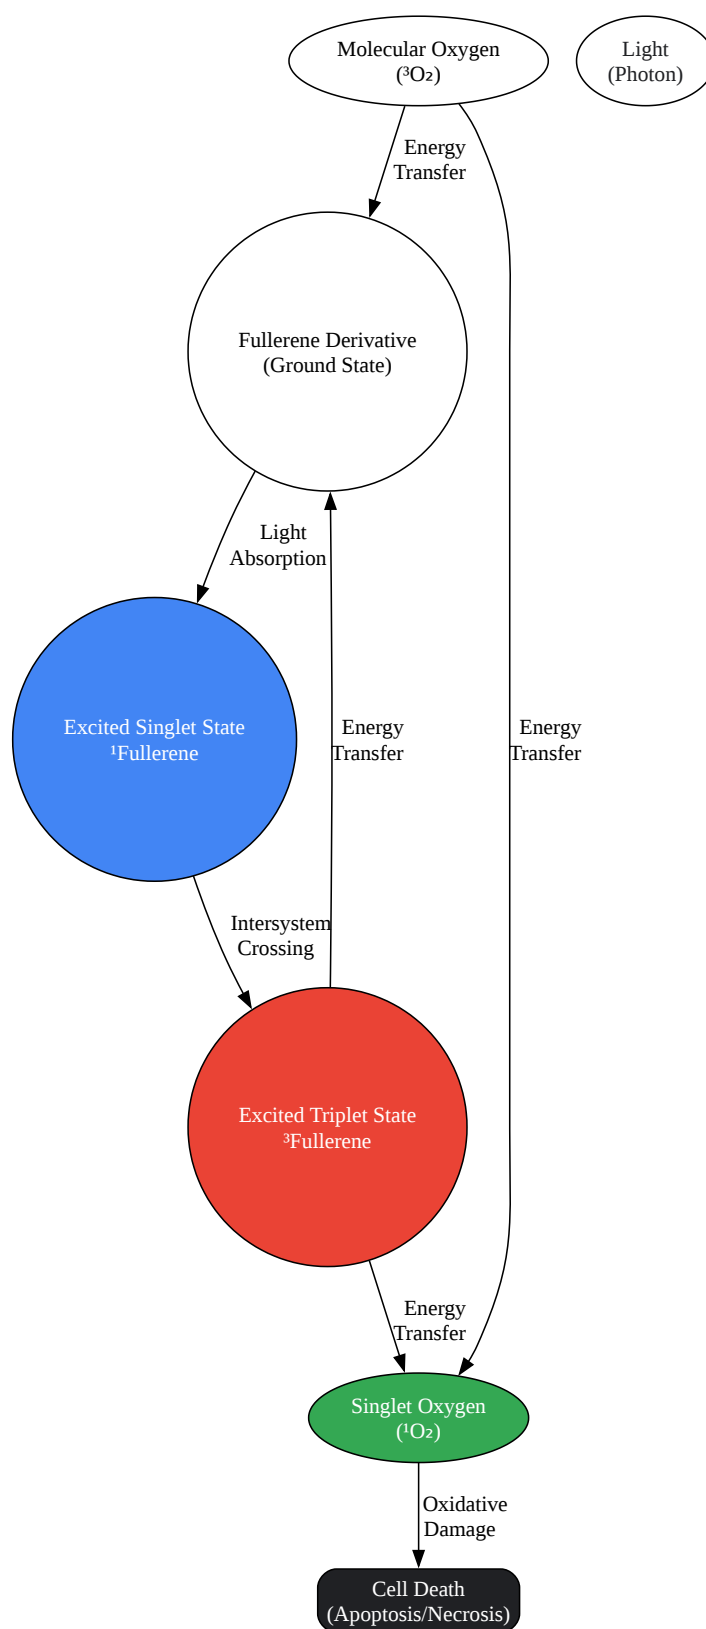 Molecular Oxygen
(³O₂)
Light
(Photon)
Energy
Transfer
Fullerene Derivative
(Ground State)
Light
Absorption
Excited Singlet State
¹Fullerene
Energy
Transfer
Energy
Transfer
Intersystem
Crossing
Excited Triplet State
³Fullerene
Energy
Transfer
Singlet Oxygen
(¹O₂)
Oxidative
Damage
Cell Death
(Apoptosis/Necrosis)